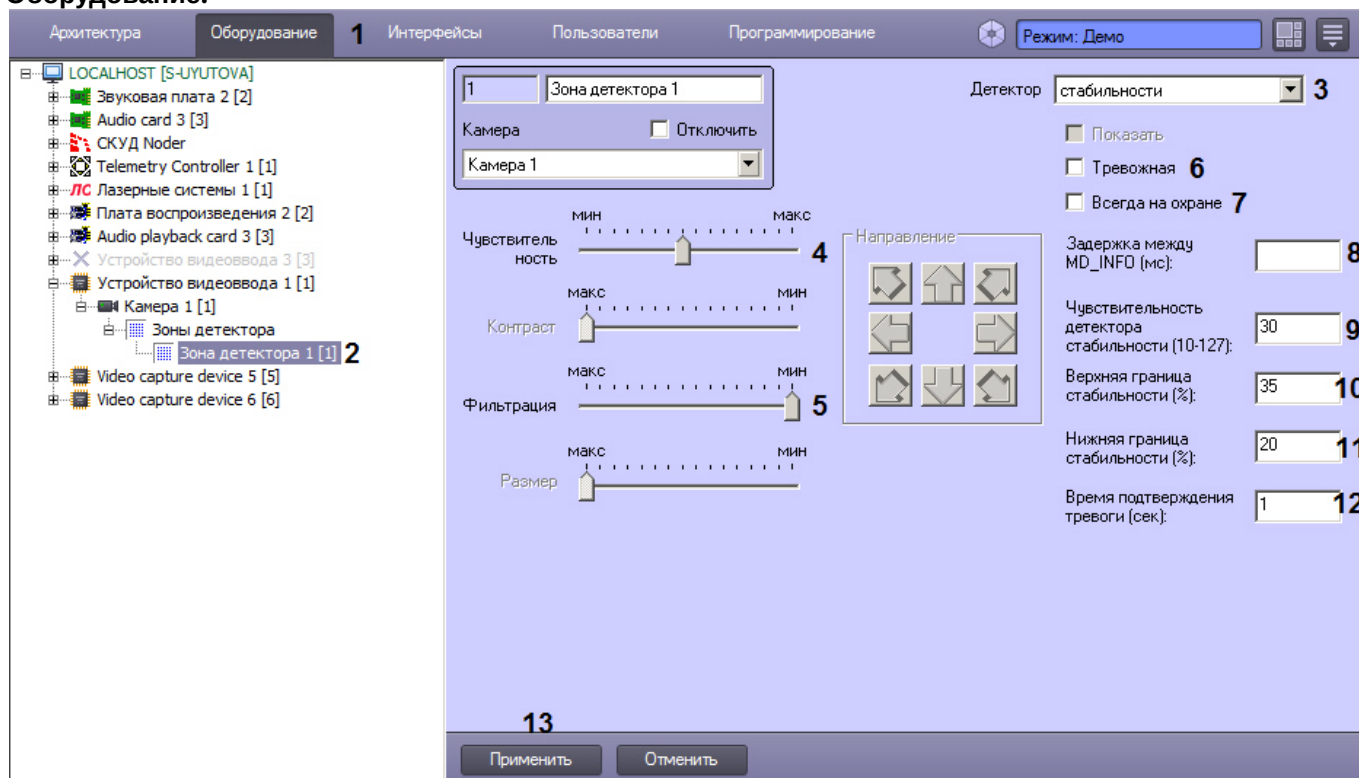 Оборудование.
Архитектура Оборудование 1 Интерфейсы Пользователи Программирование Режим: Демо
LOCALHOST [S-UYUTOVA]
Звуковая плата 2 [2]
Audio card 3 [3]
СКУД Noder
Telemetry Controller 1 [1]
ЛС Лазерные системы 1 [1]
Плата воспроизведения 2 [2]
Audio playback card 3 [3]
Устройство видеоввода 3 [3]
Устройство видеоввода 1 [1]
Камера 1 [1]
Зоны детектора
Зона детектора 1 [1] 2
Video capture device 5 [5]
Video capture device 6 [6]
1 Зона детектора 1
Камера Отключить
Камера 1
Детектор стабильности 3
Показать
Тревожная 6
Всегда на охране 7
мин макс
Чувствитель
ность 4
макс мин
Контраст
макс мин
Фильтрация 5
макс мин
Размер
Направление
Задержка между
MD_INFO (мс): 8
Чувствительность
детектора
стабильности (10-127): 30 9
Верхняя граница
стабильности (%): 35 10
Нижняя граница
стабильности (%): 20 11
Время подтверждения
тревоги (сек): 1 12
13
Применить Отменить